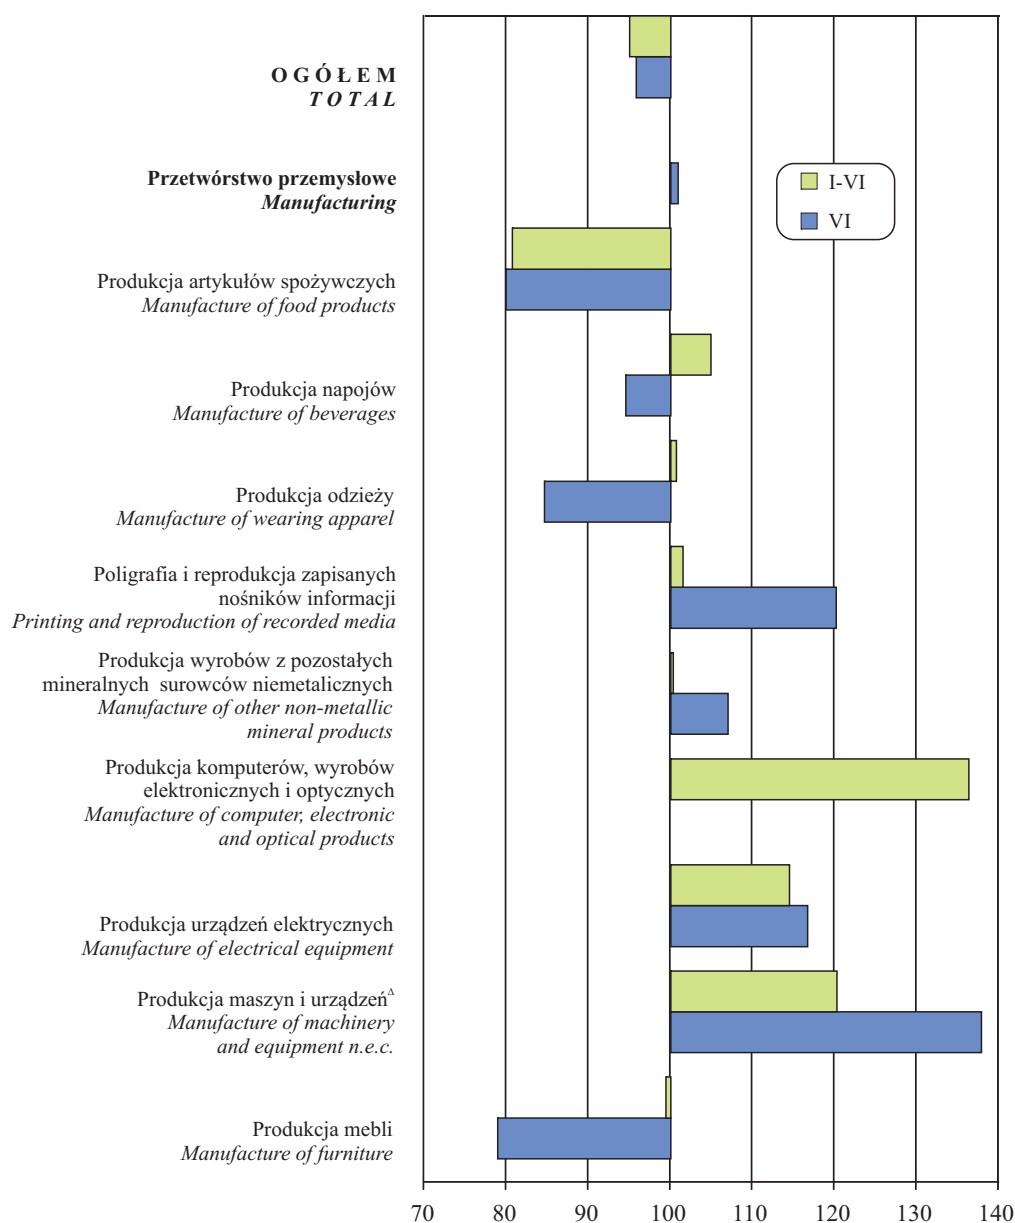 O G Ó Ł E M
T O T A L
Przetwórstwo przemysłowe
Manufacturing
I-VI
VI
Produkcja artykułów spożywczych
Manufacture of food products
Produkcja napojów
Manufacture of beverages
Produkcja odzieży
Manufacture of wearing apparel
Poligrafia i reprodukcja zapisanych
nośników informacji
Printing and reproduction of recorded media
Produkcja wyrobów z pozostałych
mineralnych surowców niemetalicznych
Manufacture of other non-metallic
mineral products
Produkcja komputerów, wyrobów
elektronicznych i optycznych
Manufacture of computer, electronic
and optical products
Produkcja urządzeń elektrycznych
Manufacture of electrical equipment
Produkcja maszyn i urządzeń^Δ
Manufacture of machinery
and equipment n.e.c.
Produkcja mebli
Manufacture of furniture
70 80 90 100 110 120 130 140